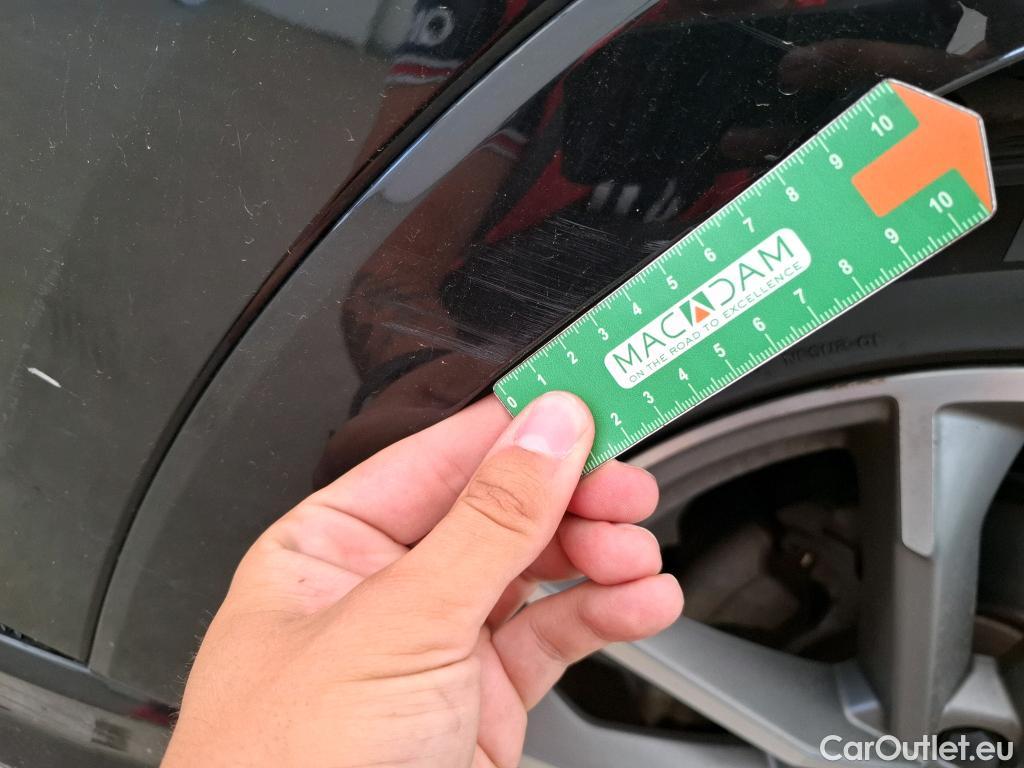 0 1 2 3 4 5 6 7 8 9 10
MACADAM
ON THE ROAD TO EXCELLENCE
2 3 4 5 6 7 8 9 10
CarOutlet.eu